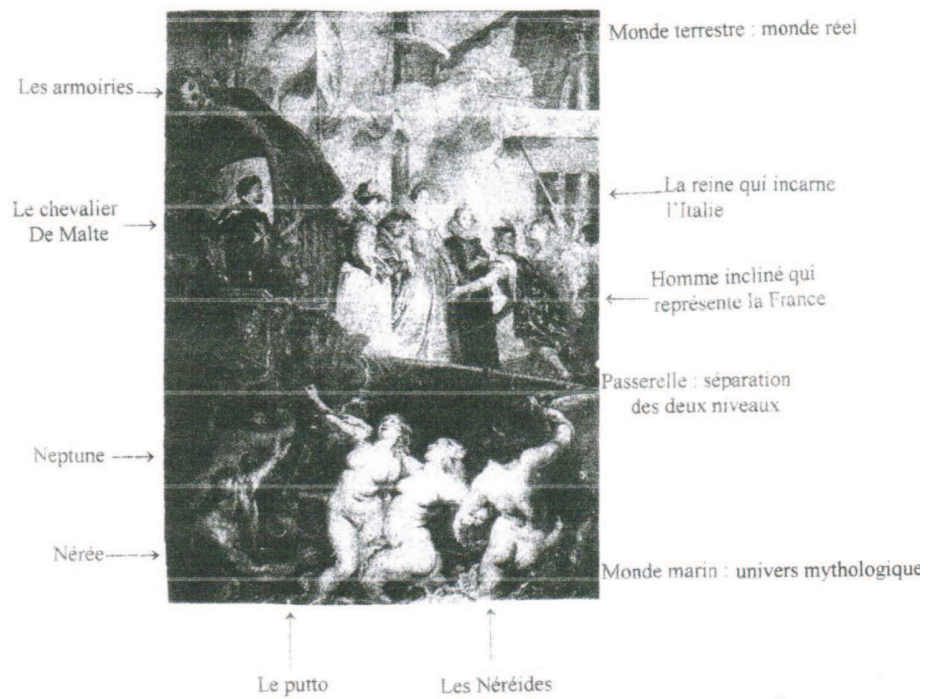 Monde terrestre : monde réel
Les armoiries
La reine qui incarne
l'Italie
Le chevalier
De Malte
Homme incliné qui
représente la France
Passerelle : séparation
des deux niveaux
Neptune
Nérée
Monde marin : univers mythologique
Le putto
Les Néréides